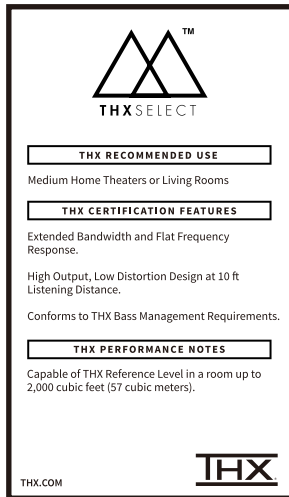 TM
THXSELECT
THX RECOMMENDED USE
Medium Home Theaters or Living Rooms
THX CERTIFICATION FEATURES
Extended Bandwidth and Flat Frequency
Response.
High Output, Low Distortion Design at 10 ft
Listening Distance.
Conforms to THX Bass Management Requirements.
THX PERFORMANCE NOTES
Capable of THX Reference Level in a room up to
2,000 cubic feet (57 cubic meters).
THX.COM
THX